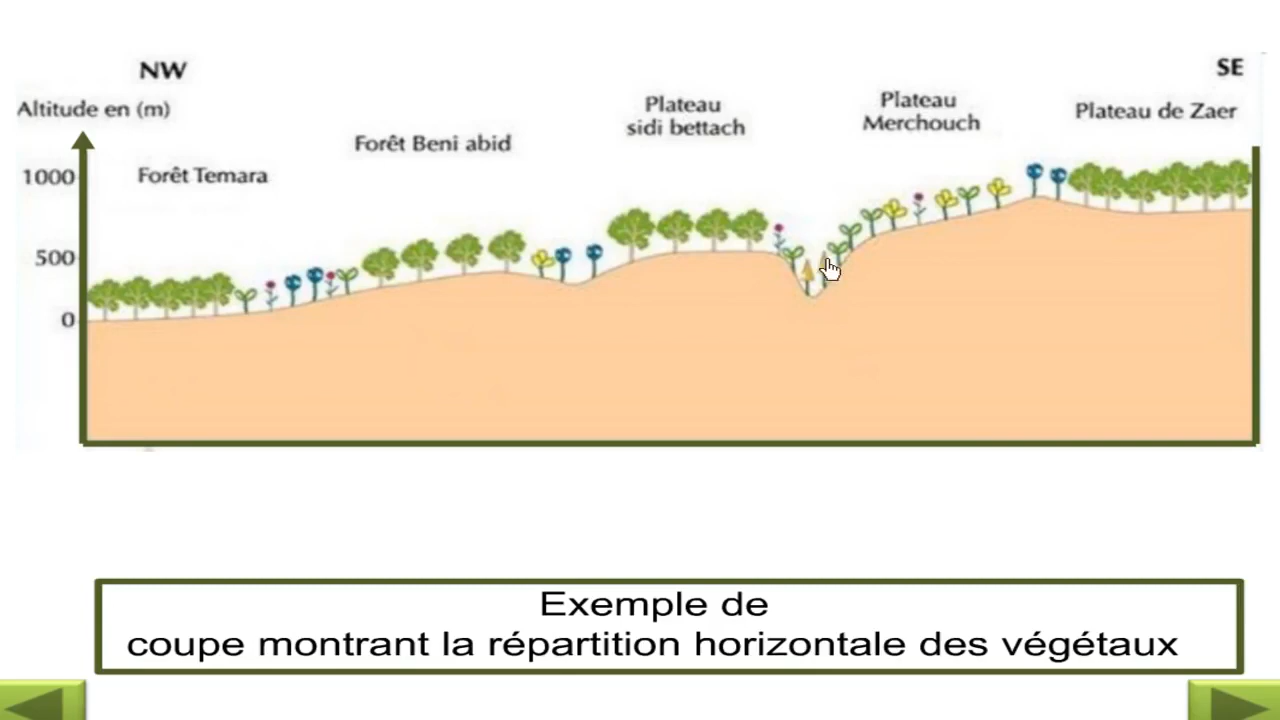 NW
SE
Altitude en (m)
Plateau
sidi bettach
Plateau
Merchouch
Plateau de Zaer
Forêt Beni abid
Forêt Temara
1000
500
0
Exemple de
coupe montrant la répartition horizontale des végétaux